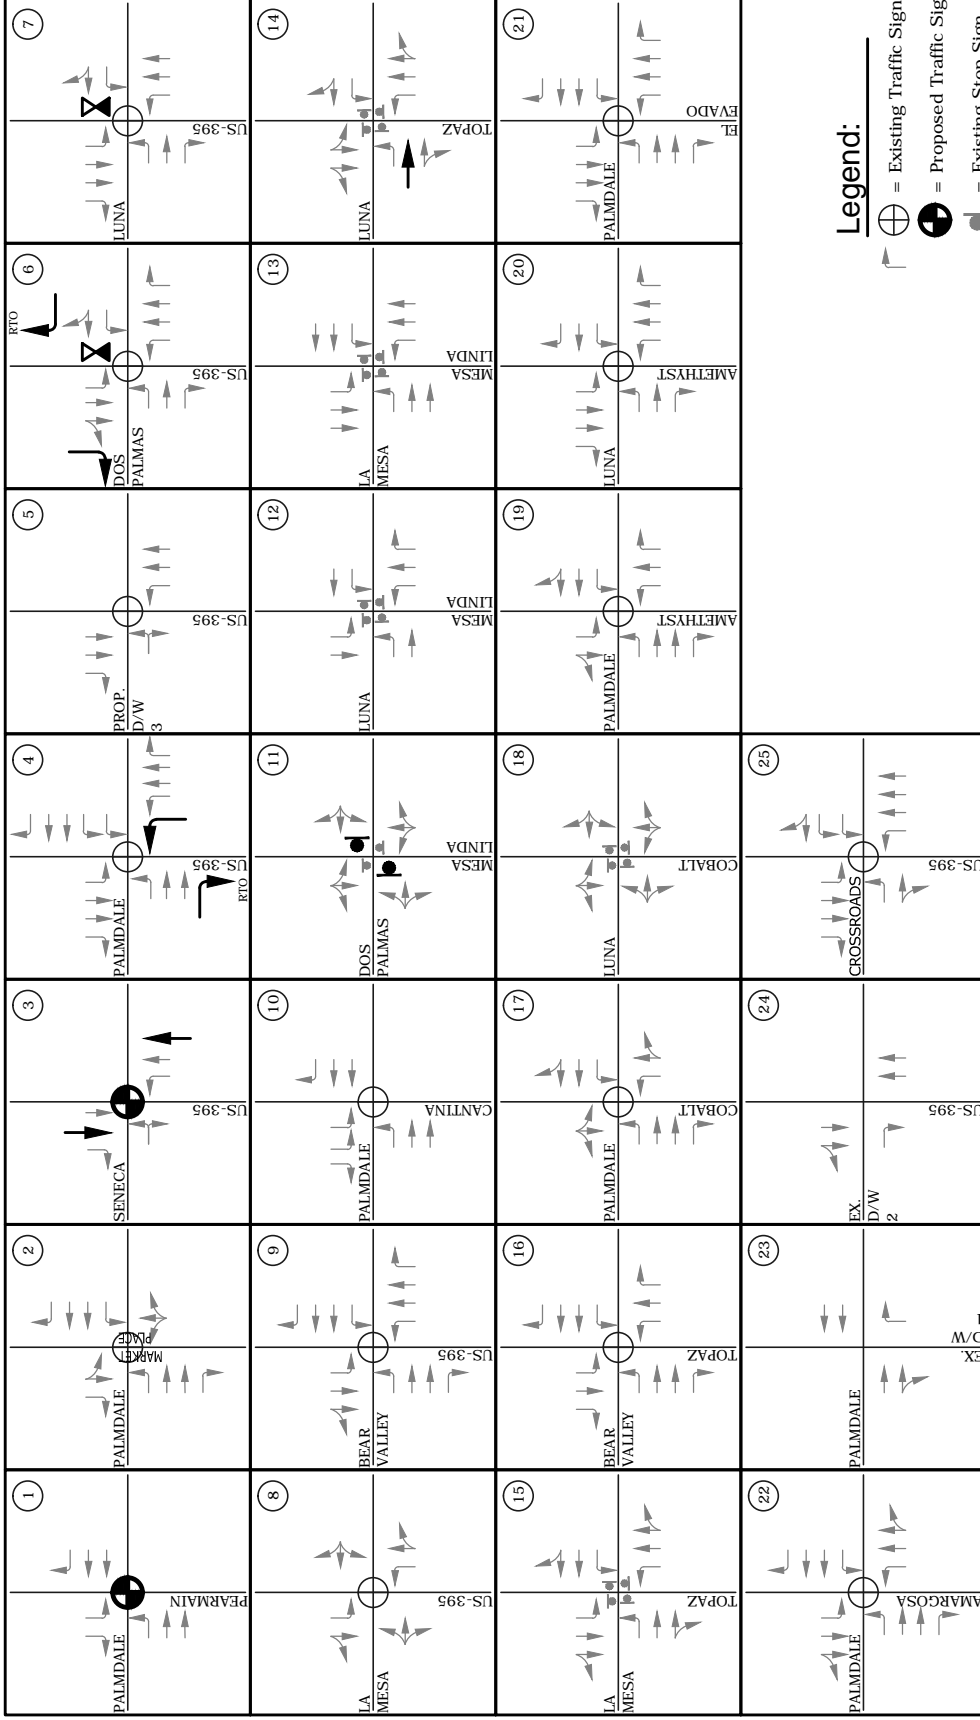 1
PALMDALE
PEARMAIN
2
PALMDALE
MARKET
PLACE
3
SENECA
US-395
4
PALMDALE
US-395
RTO
5
PROP.
D/W
3
US-395
6
DOS
PALMAS
US-395
RTO
7
LUNA
US-395
8
LA
MESA
US-395
9
BEAR
VALLEY
US-395
10
PALMDALE
CANTINA
11
DOS
PALMAS
MESA
LINDA
12
LUNA
MESA
LINDA
13
LA
MESA
MESA
LINDA
14
LUNA
TOPAZ
15
LA
MESA
TOPAZ
16
BEAR
VALLEY
TOPAZ
17
PALMDALE
COBALT
18
LUNA
COBALT
19
PALMDALE
AMETHYST
20
LUNA
AMETHYST
21
PALMDALE
EL
EVADO
22
PALMDALE
AMARGOSA
23
PALMDALE
EX.
D/W
24
EX.
D/W
2
US-395
25
CROSSROADS
US-395
Legend:
= Existing Traffic Sign
= Proposed Traffic Sig
= Existing Stop Sign